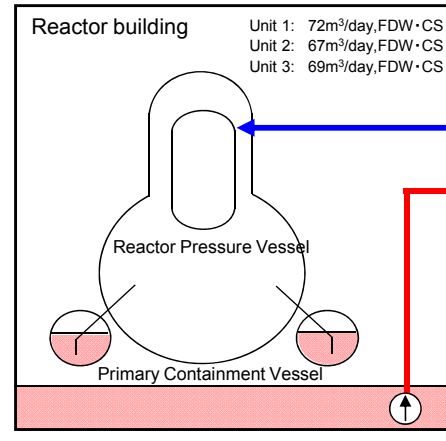 Reactor building
Unit 1: 72m³/day,FDW・CS
Unit 2: 67m³/day,FDW・CS
Unit 3: 69m³/day,FDW・CS
Reactor Pressure Vessel
Primary Containment Vessel